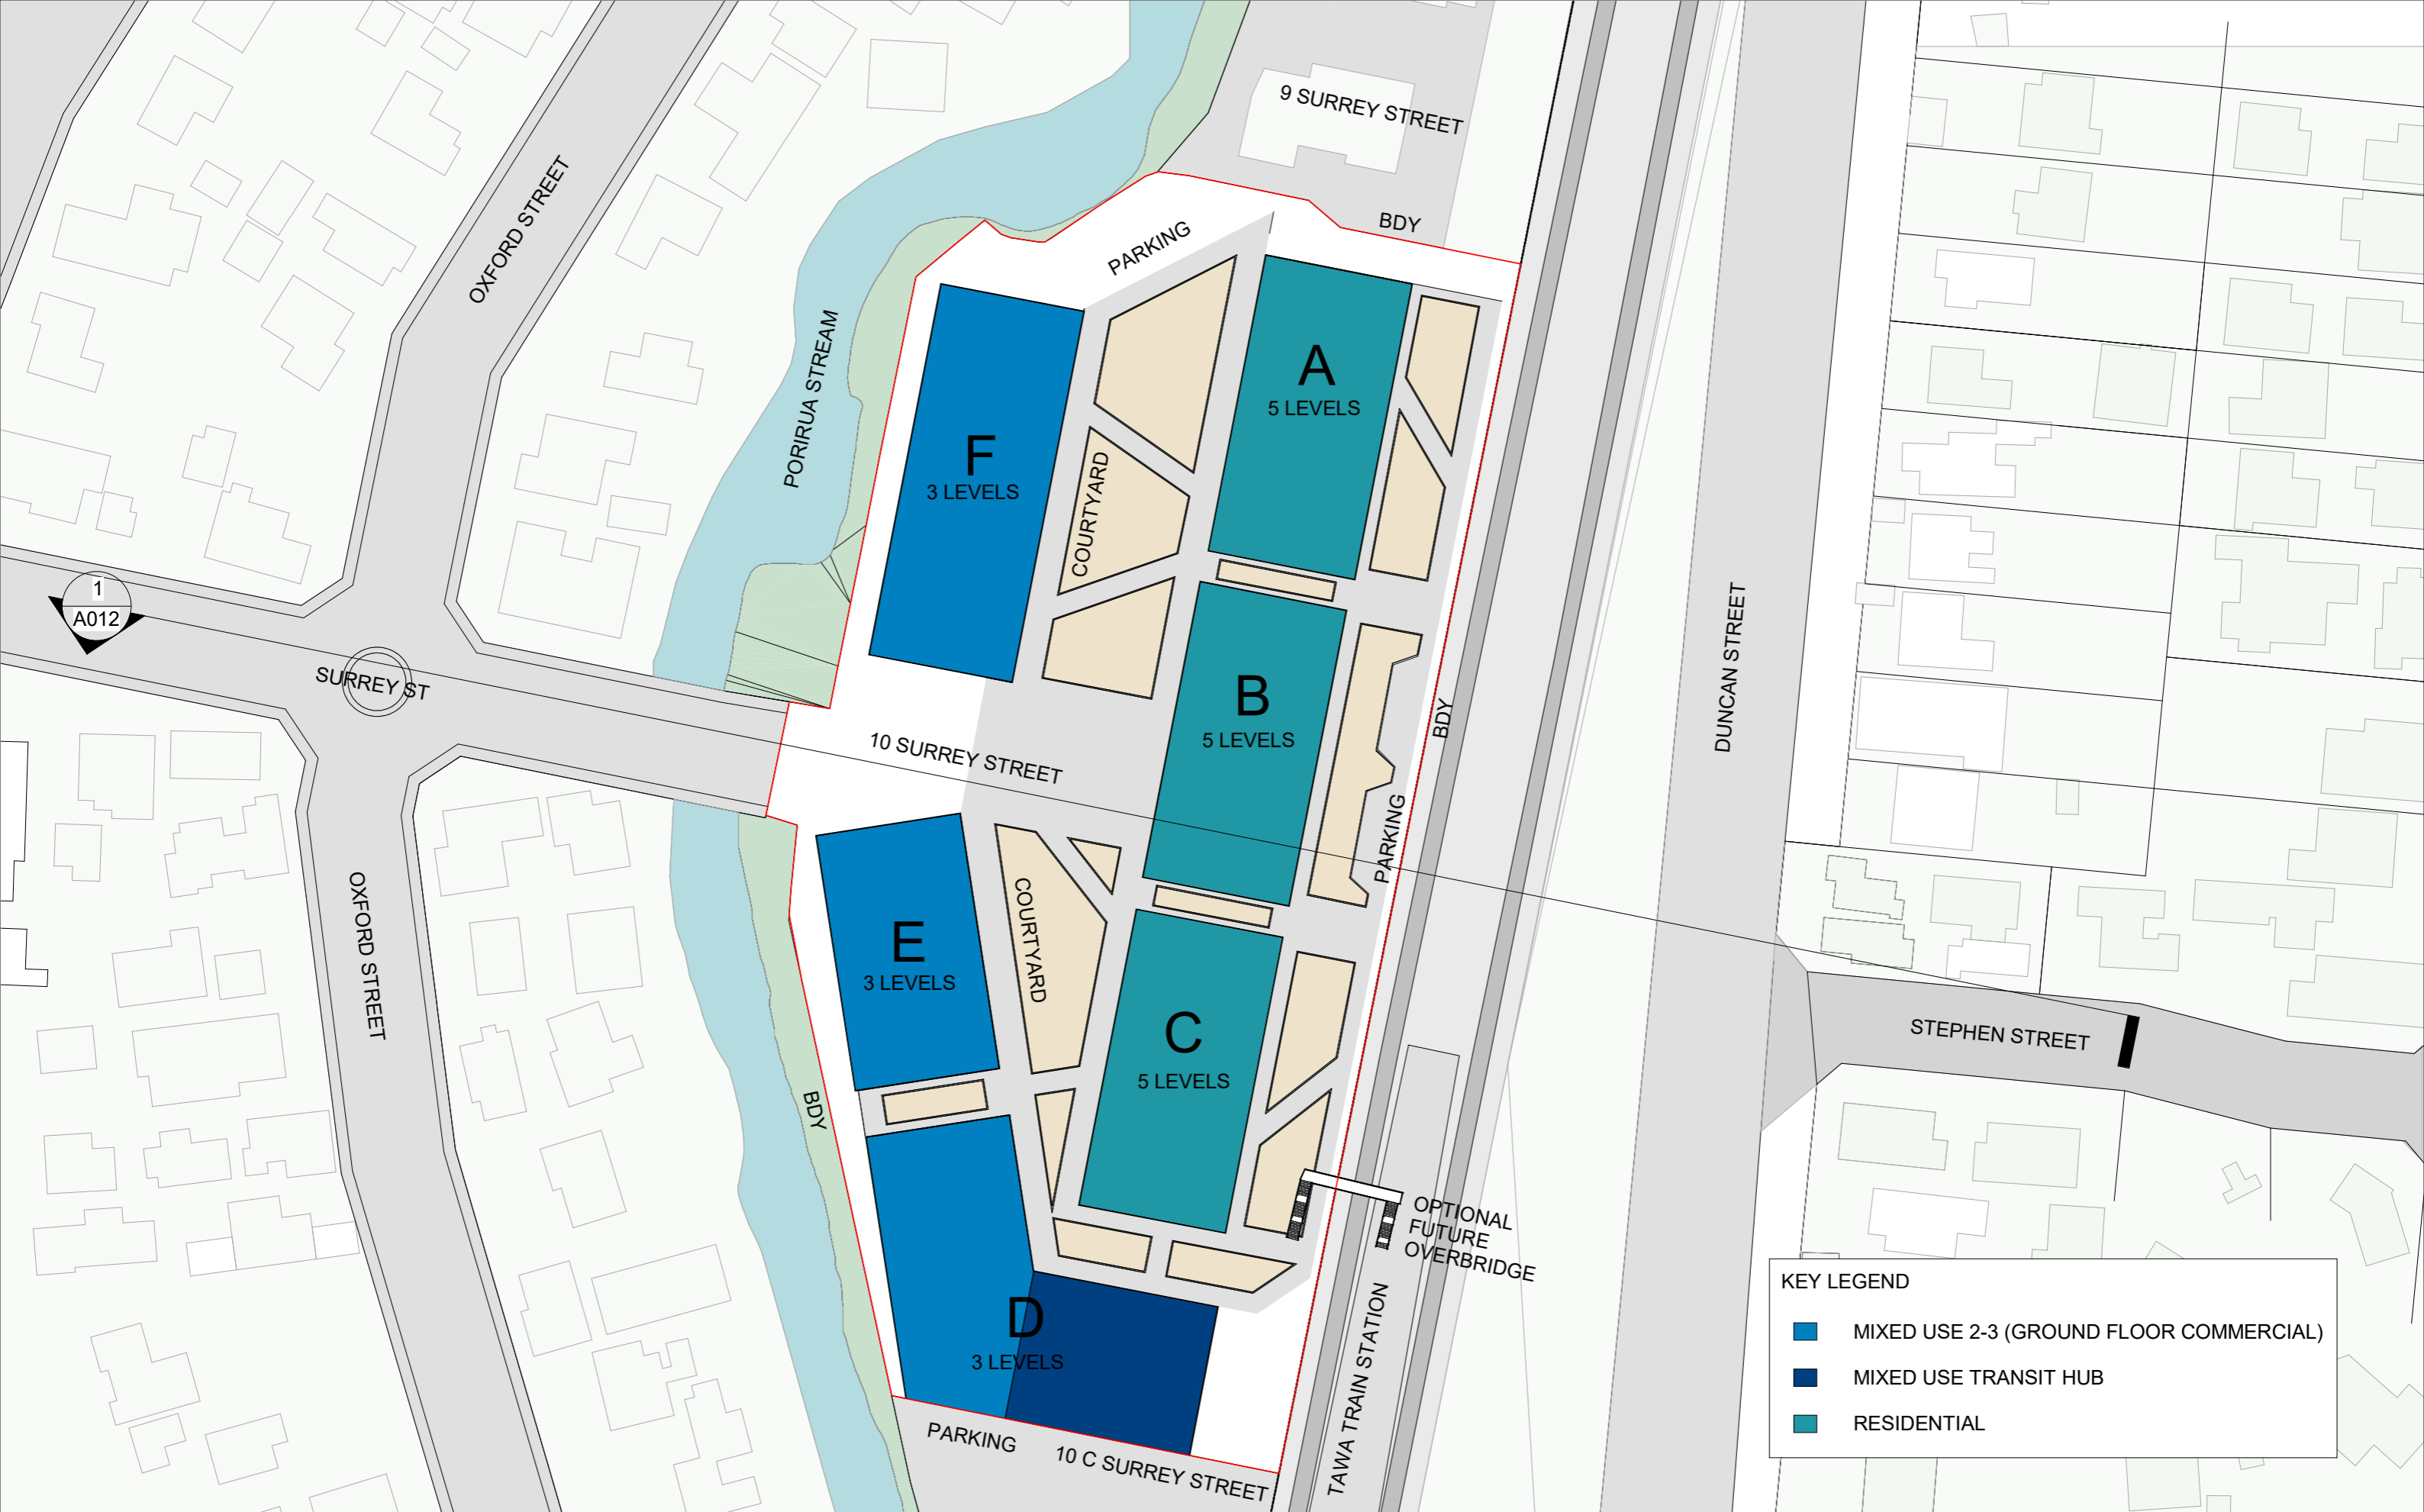 9 SURREY STREET
BDY
PARKING
OXFORD STREET
PORIRUA STREAM
A
5 LEVELS
F
3 LEVELS
COURTYARD
1
A012
SURREY ST
B
5 LEVELS
BDY
DUNCAN STREET
10 SURREY STREET
PARKING
OXFORD STREET
E
3 LEVELS
COURTYARD
C
5 LEVELS
STEPHEN STREET
BDY
OPTIONAL
FUTURE
OVERBRIDGE
D
3 LEVELS
TAWA TRAIN STATION
PARKING
10 C SURREY STREET
KEY LEGEND
MIXED USE 2-3 (GROUND FLOOR COMMERCIAL)
MIXED USE TRANSIT HUB
RESIDENTIAL